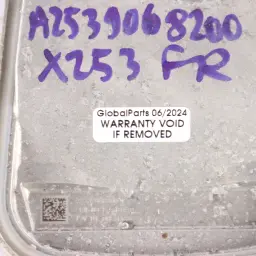 A2539068200
X253 FR
GlobalParts 06/2024
WARRANTY VOID
IF REMOVED